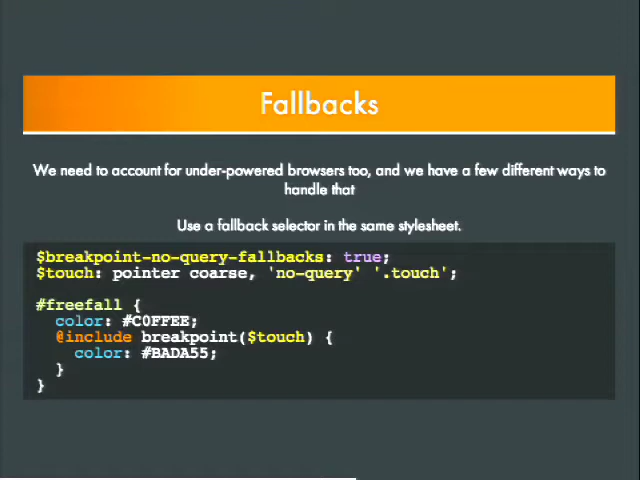 Fallbacks
We need to account for under-powered browsers too, and we have a few different ways to
handle that
Use a fallback selector in the same stylesheet.
$breakpoint-no-query-fallbacks: true;
$touch: pointer coarse, 'no-query' '.touch';
#freefall {
color: #C0FFEE;
@include breakpoint($touch) {
color: #BADA55;
}
}